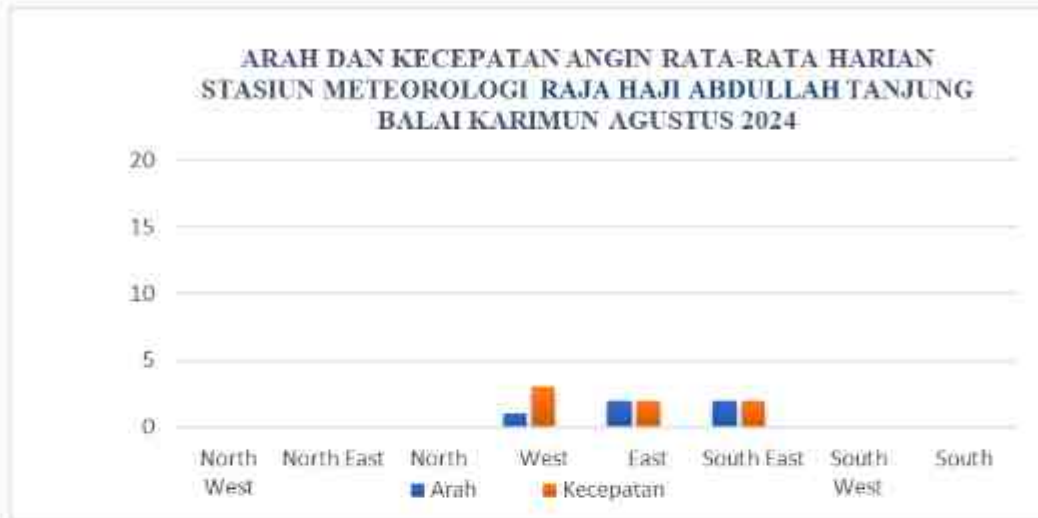 ARAH DAN KECEPATAN ANGIN RATA-RATA HARIAN
STASIUN METEOROLOGI RAJA HAJI ABDULLAH TANJUNG
BALAI KARIMUN AGUSTUS 2024
20
15
10
5
0
North West
North East
North
West
East
South East
South West
South
Arah
Kecepatan